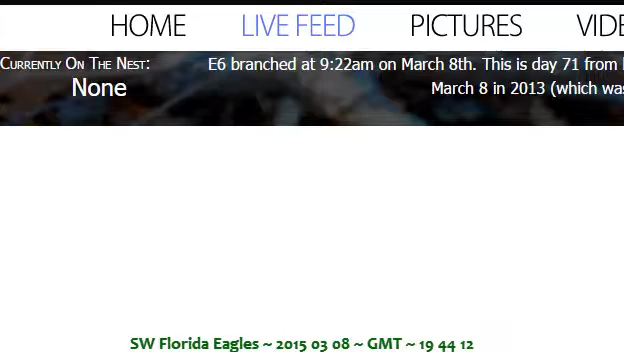 HOME LIVE FEED PICTURES
Currently On The Nest:
None
E6 branched at 9:22am on March 8th. This is day 71 from
March 8 in 2013 (which was
SW Florida Eagles ~ 2015 03 08 ~ GMT ~ 19 44 12